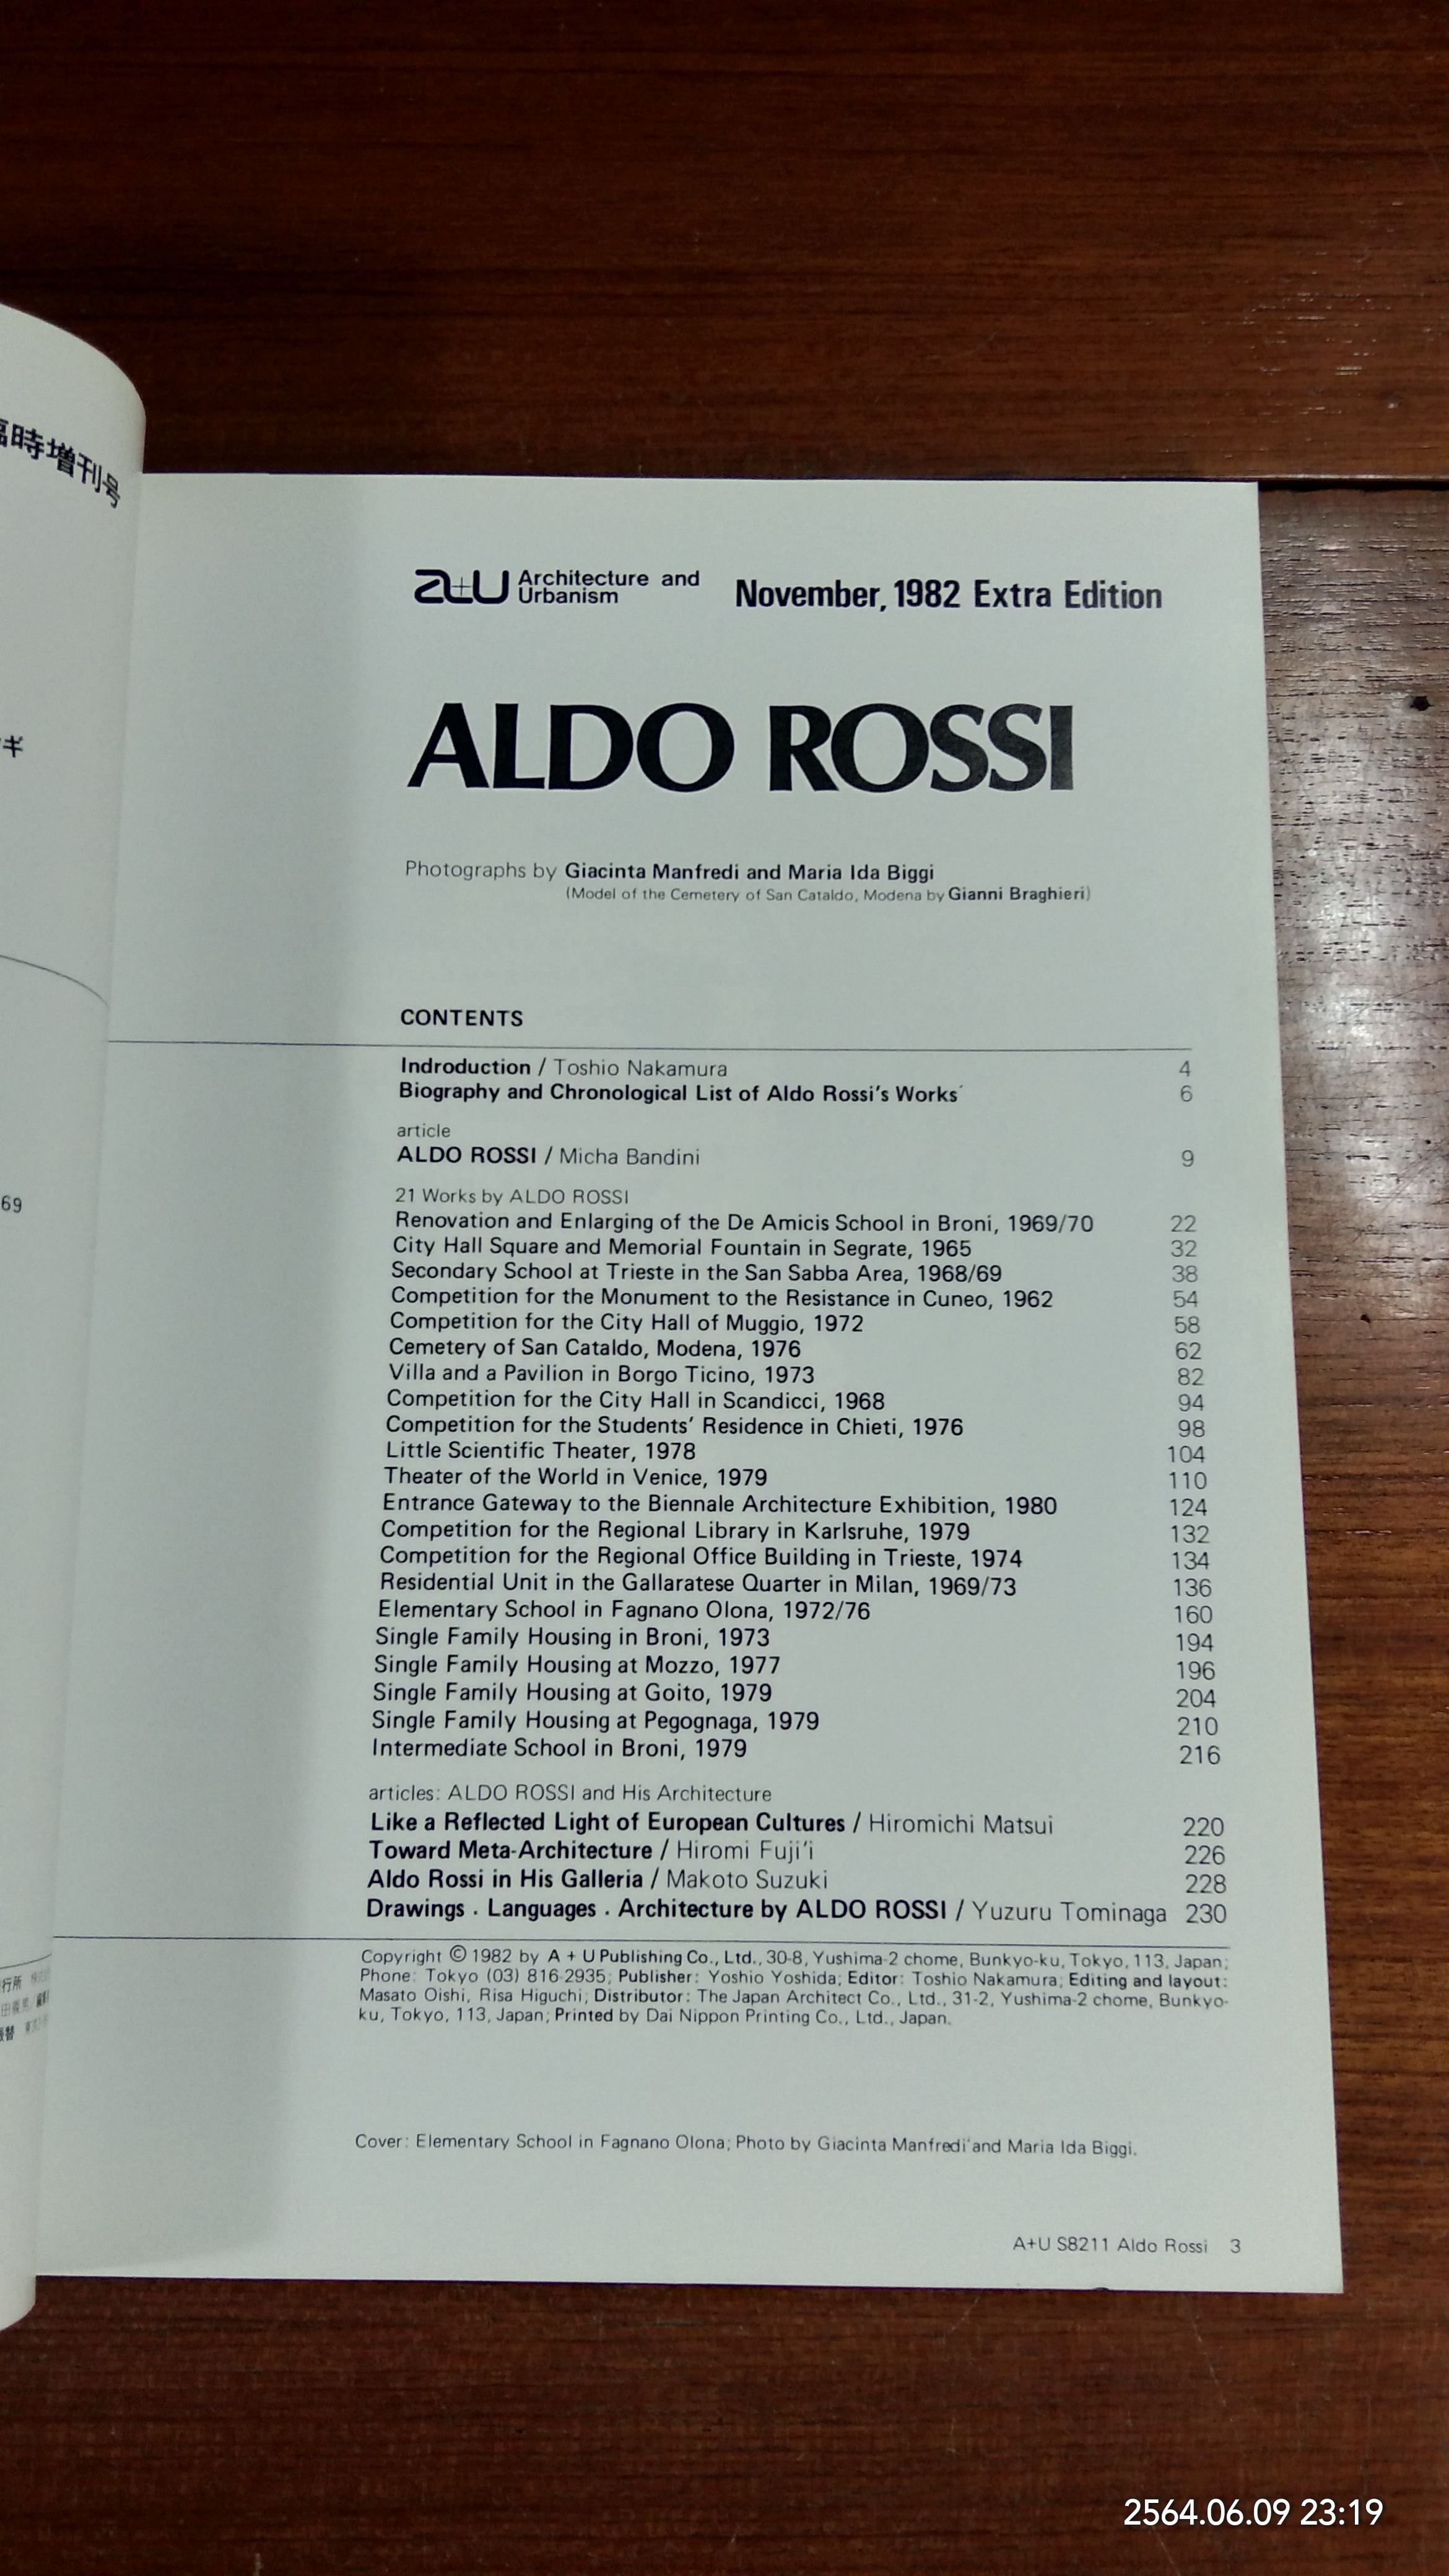 臨時増刊号
ギ
69
a+u Architecture and
Urbanism
November, 1982 Extra Edition
ALDO ROSSI
Photographs by Giacinta Manfredi and Maria Ida Biggi
(Model of the Cemetery of San Cataldo, Modena by Gianni Braghieri)
CONTENTS
Indroduction / Toshio Nakamura 4
Biography and Chronological List of Aldo Rossi's Works 6
article
ALDO ROSSI / Micha Bandini 9
21 Works by ALDO ROSSI
Renovation and Enlarging of the De Amicis School in Broni, 1969/70 22
City Hall Square and Memorial Fountain in Segrate, 1965 32
Secondary School at Trieste in the San Sabba Area, 1968/69 38
Competition for the Monument to the Resistance in Cuneo, 1962 54
Competition for the City Hall of Muggio, 1972 58
Cemetery of San Cataldo, Modena, 1976 62
Villa and a Pavilion in Borgo Ticino, 1973 82
Competition for the City Hall in Scandicci, 1968 94
Competition for the Students' Residence in Chieti, 1976 98
Little Scientific Theater, 1978 104
Theater of the World in Venice, 1979 110
Entrance Gateway to the Biennale Architecture Exhibition, 1980 124
Competition for the Regional Library in Karlsruhe, 1979 132
Competition for the Regional Office Building in Trieste, 1974 134
Residential Unit in the Gallaratese Quarter in Milan, 1969/73 136
Elementary School in Fagnano Olona, 1972/76 160
Single Family Housing in Broni, 1973 194
Single Family Housing at Mozzo, 1977 196
Single Family Housing at Goito, 1979 204
Single Family Housing at Pegognaga, 1979 210
Intermediate School in Broni, 1979 216
articles: ALDO ROSSI and His Architecture
Like a Reflected Light of European Cultures / Hiromichi Matsui 220
Toward Meta-Architecture / Hiromi Fuji'i 226
Aldo Rossi in His Galleria / Makoto Suzuki 228
Drawings . Languages . Architecture by ALDO ROSSI / Yuzuru Tominaga 230
Copyright © 1982 by A + U Publishing Co., Ltd., 30-8, Yushima-2 chome, Bunkyo-ku, Tokyo, 113, Japan;
Phone: Tokyo (03) 816-2935; Publisher: Yoshio Yoshida; Editor: Toshio Nakamura; Editing and layout:
Masato Oishi, Risa Higuchi; Distributor: The Japan Architect Co., Ltd., 31-2, Yushima-2 chome, Bunkyo-
ku, Tokyo, 113, Japan; Printed by Dai Nippon Printing Co., Ltd., Japan.
Cover: Elementary School in Fagnano Olona; Photo by Giacinta Manfredi and Maria Ida Biggi.
A+U S8211 Aldo Rossi 3
2564.06.09 23:19